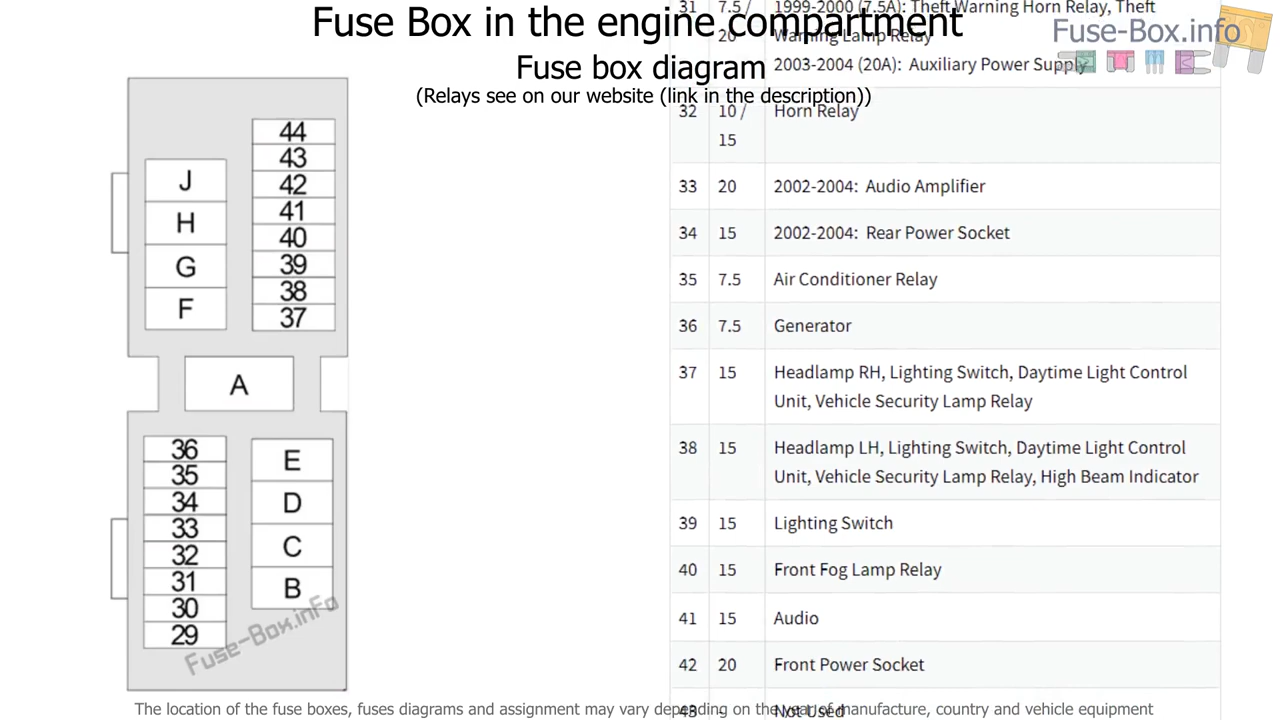 Fuse Box in the engine compartment
Fuse box diagram
(Relays see on our website (link in the description))
Fuse-Box.info
44
43
42
41
40
39
38
37
J
H
G
F
A
36
35
34
33
32
31
30
29
E
D
C
B
Fuse-Box.info
31 7.5 / 1999-2000 (7.5A): Theft Warning Horn Relay, Theft
20 Warning Lamp Relay
2003-2004 (20A): Auxiliary Power Supply
32 10 / Horn Relay
15
33 20 2002-2004: Audio Amplifier
34 15 2002-2004: Rear Power Socket
35 7.5 Air Conditioner Relay
36 7.5 Generator
37 15 Headlamp RH, Lighting Switch, Daytime Light Control
Unit, Vehicle Security Lamp Relay
38 15 Headlamp LH, Lighting Switch, Daytime Light Control
Unit, Vehicle Security Lamp Relay, High Beam Indicator
39 15 Lighting Switch
40 15 Front Fog Lamp Relay
41 15 Audio
42 20 Front Power Socket
43 - Not Used
The location of the fuse boxes, fuses diagrams and assignment may vary depending on the year of manufacture, country and vehicle equipment